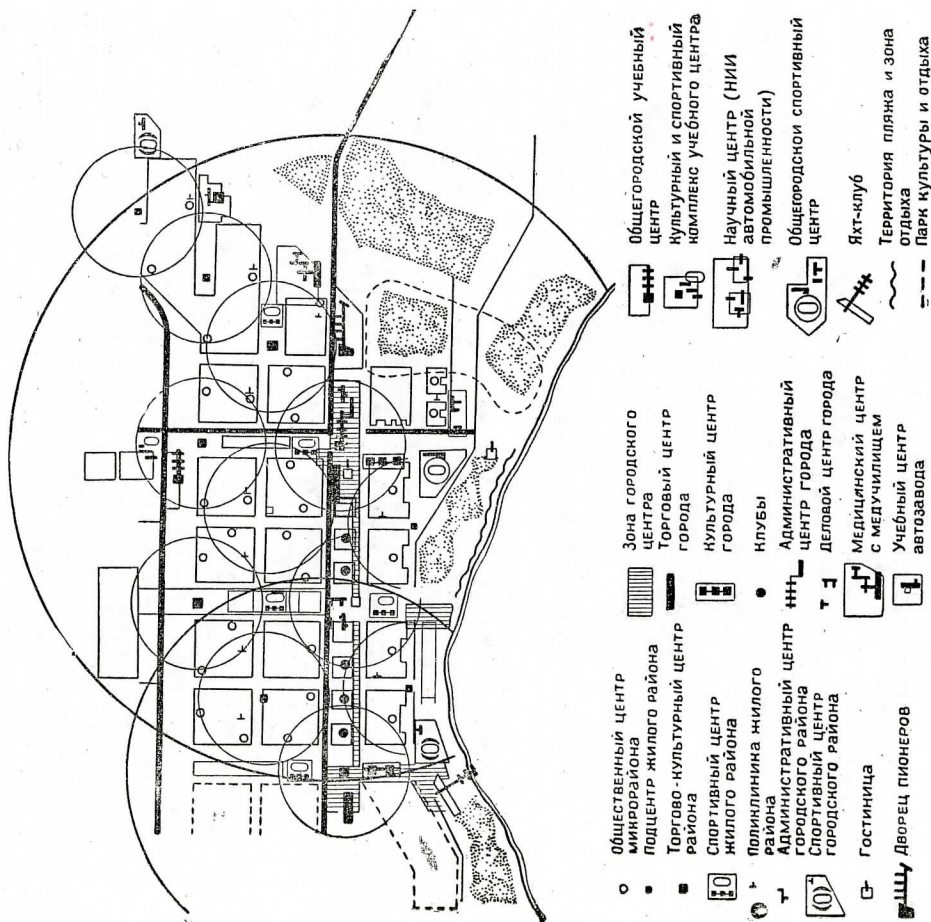 Общественный центр
микрорайона
Подцентр жилого района
Торгово-культурный центр
района
Спортивный центр
жилого района
Поликлиника жилого
района
Административный центр
городского района
Спортивный центр
городского района
Гостиница
Дворец пионеров
Зона городского
центра
Торговый центр
города
Культурный центр
города
Клубы
Административный
центр города
Деловой центр города
Медицинский центр
с медучилищем
Учебный центр
автозавода
Общегородской учебный
центр
Культурный и спортивный
комплекс учебного центра
Научный центр (НИИ
автомобильной
промышленности)
Общегородской спортивный
центр
Яхт-клуб
Территория пляжа и зона
отдыха
Парк культуры и отдыха